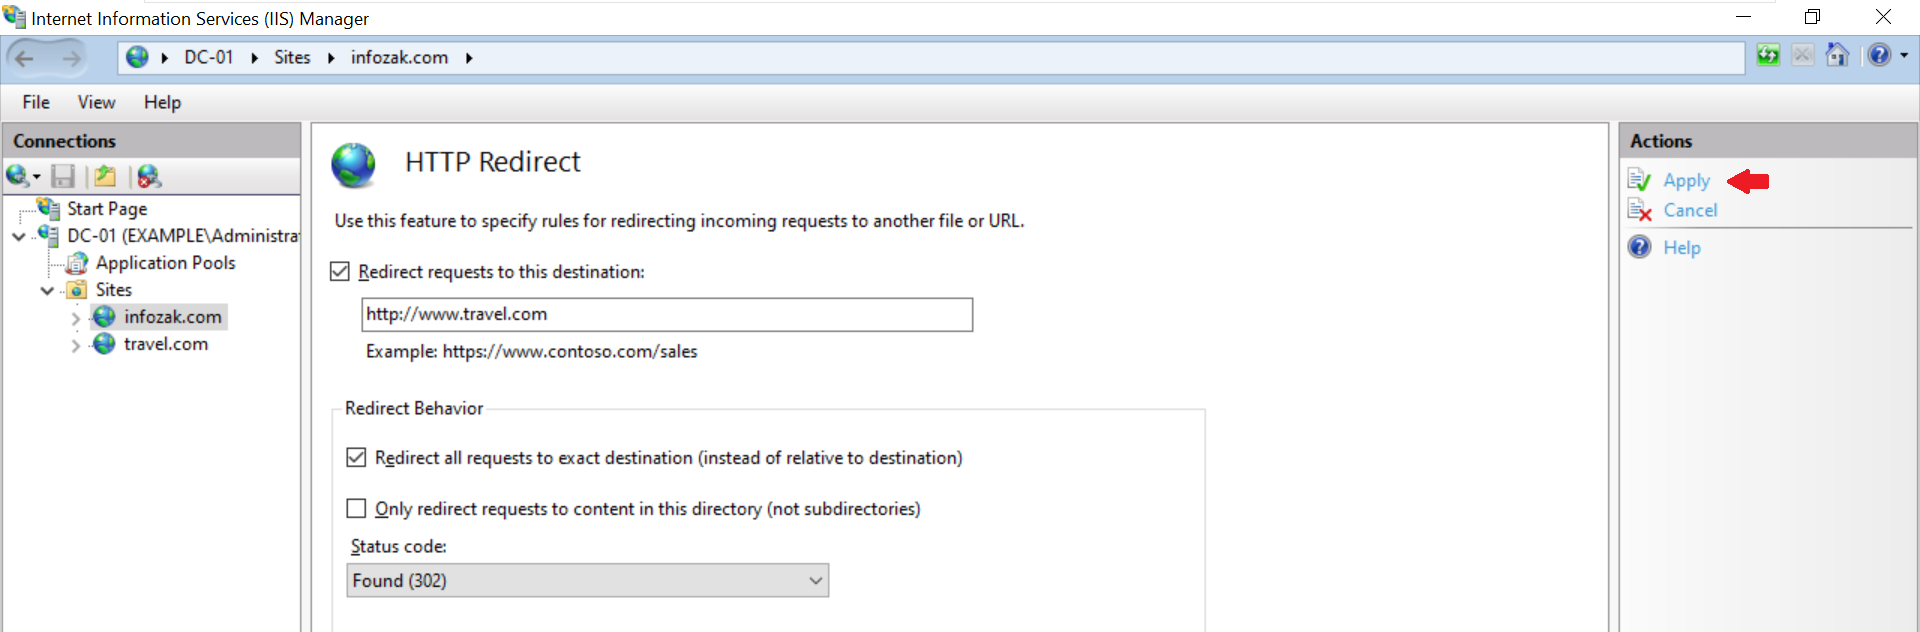 Internet Information Services (IIS) Manager
DC-01 Sites infozak.com
File View Help
Connections
Start Page
DC-01 (EXAMPLE\Administra
Application Pools
Sites
infozak.com
travel.com
HTTP Redirect
Use this feature to specify rules for redirecting incoming requests to another file or URL.
Redirect requests to this destination:
http://www.travel.com
Example: https://www.contoso.com/sales
Redirect Behavior
Redirect all requests to exact destination (instead of relative to destination)
Only redirect requests to content in this directory (not subdirectories)
Status code:
Found (302)
Actions
Apply
Cancel
Help